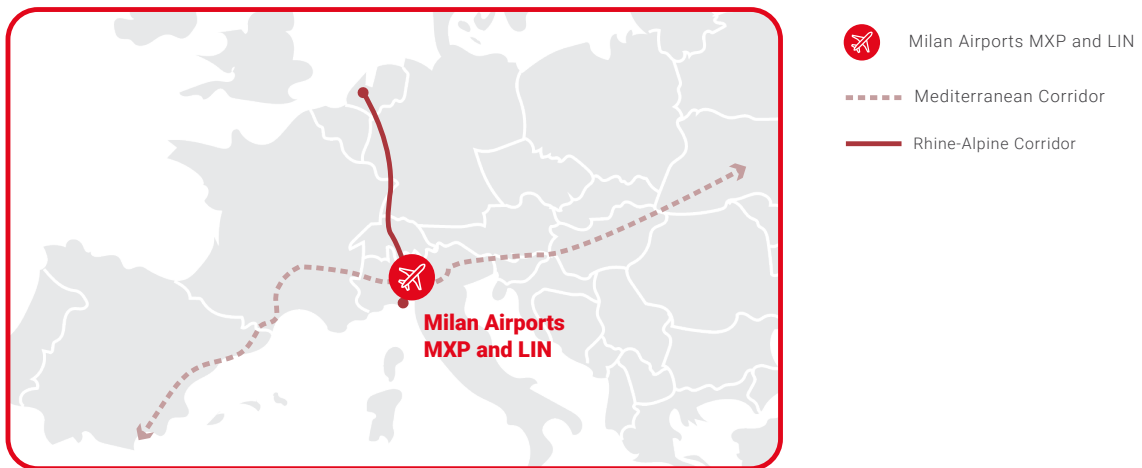 Milan Airports MXP and LIN
Mediterranean Corridor
Rhine-Alpine Corridor
Milan Airports
MXP and LIN